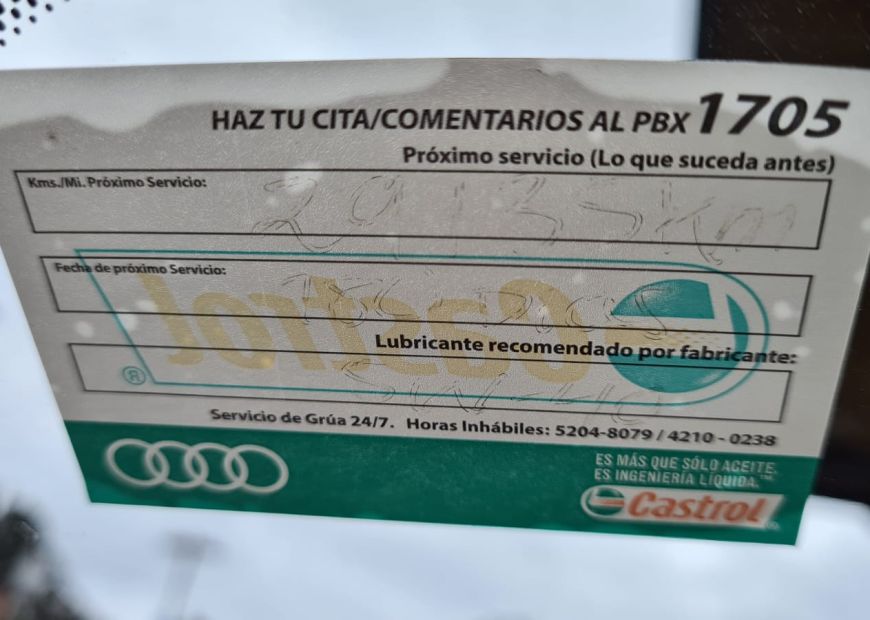 HAZ TU CITA/COMENTARIOS AL PBX 1705
Próximo servicio (Lo que suceda antes)
Kms./Mi. Próximo Servicio:
Fecha de próximo Servicio:
Castrol
Lubricante recomendado por fabricante:
®
Servicio de Grúa 24/7. Horas Inhábiles: 5204-8079 / 4210 - 0238
ES MÁS QUE SÓLO ACEITE.
ES INGENIERÍA LÍQUIDA.™
Castrol